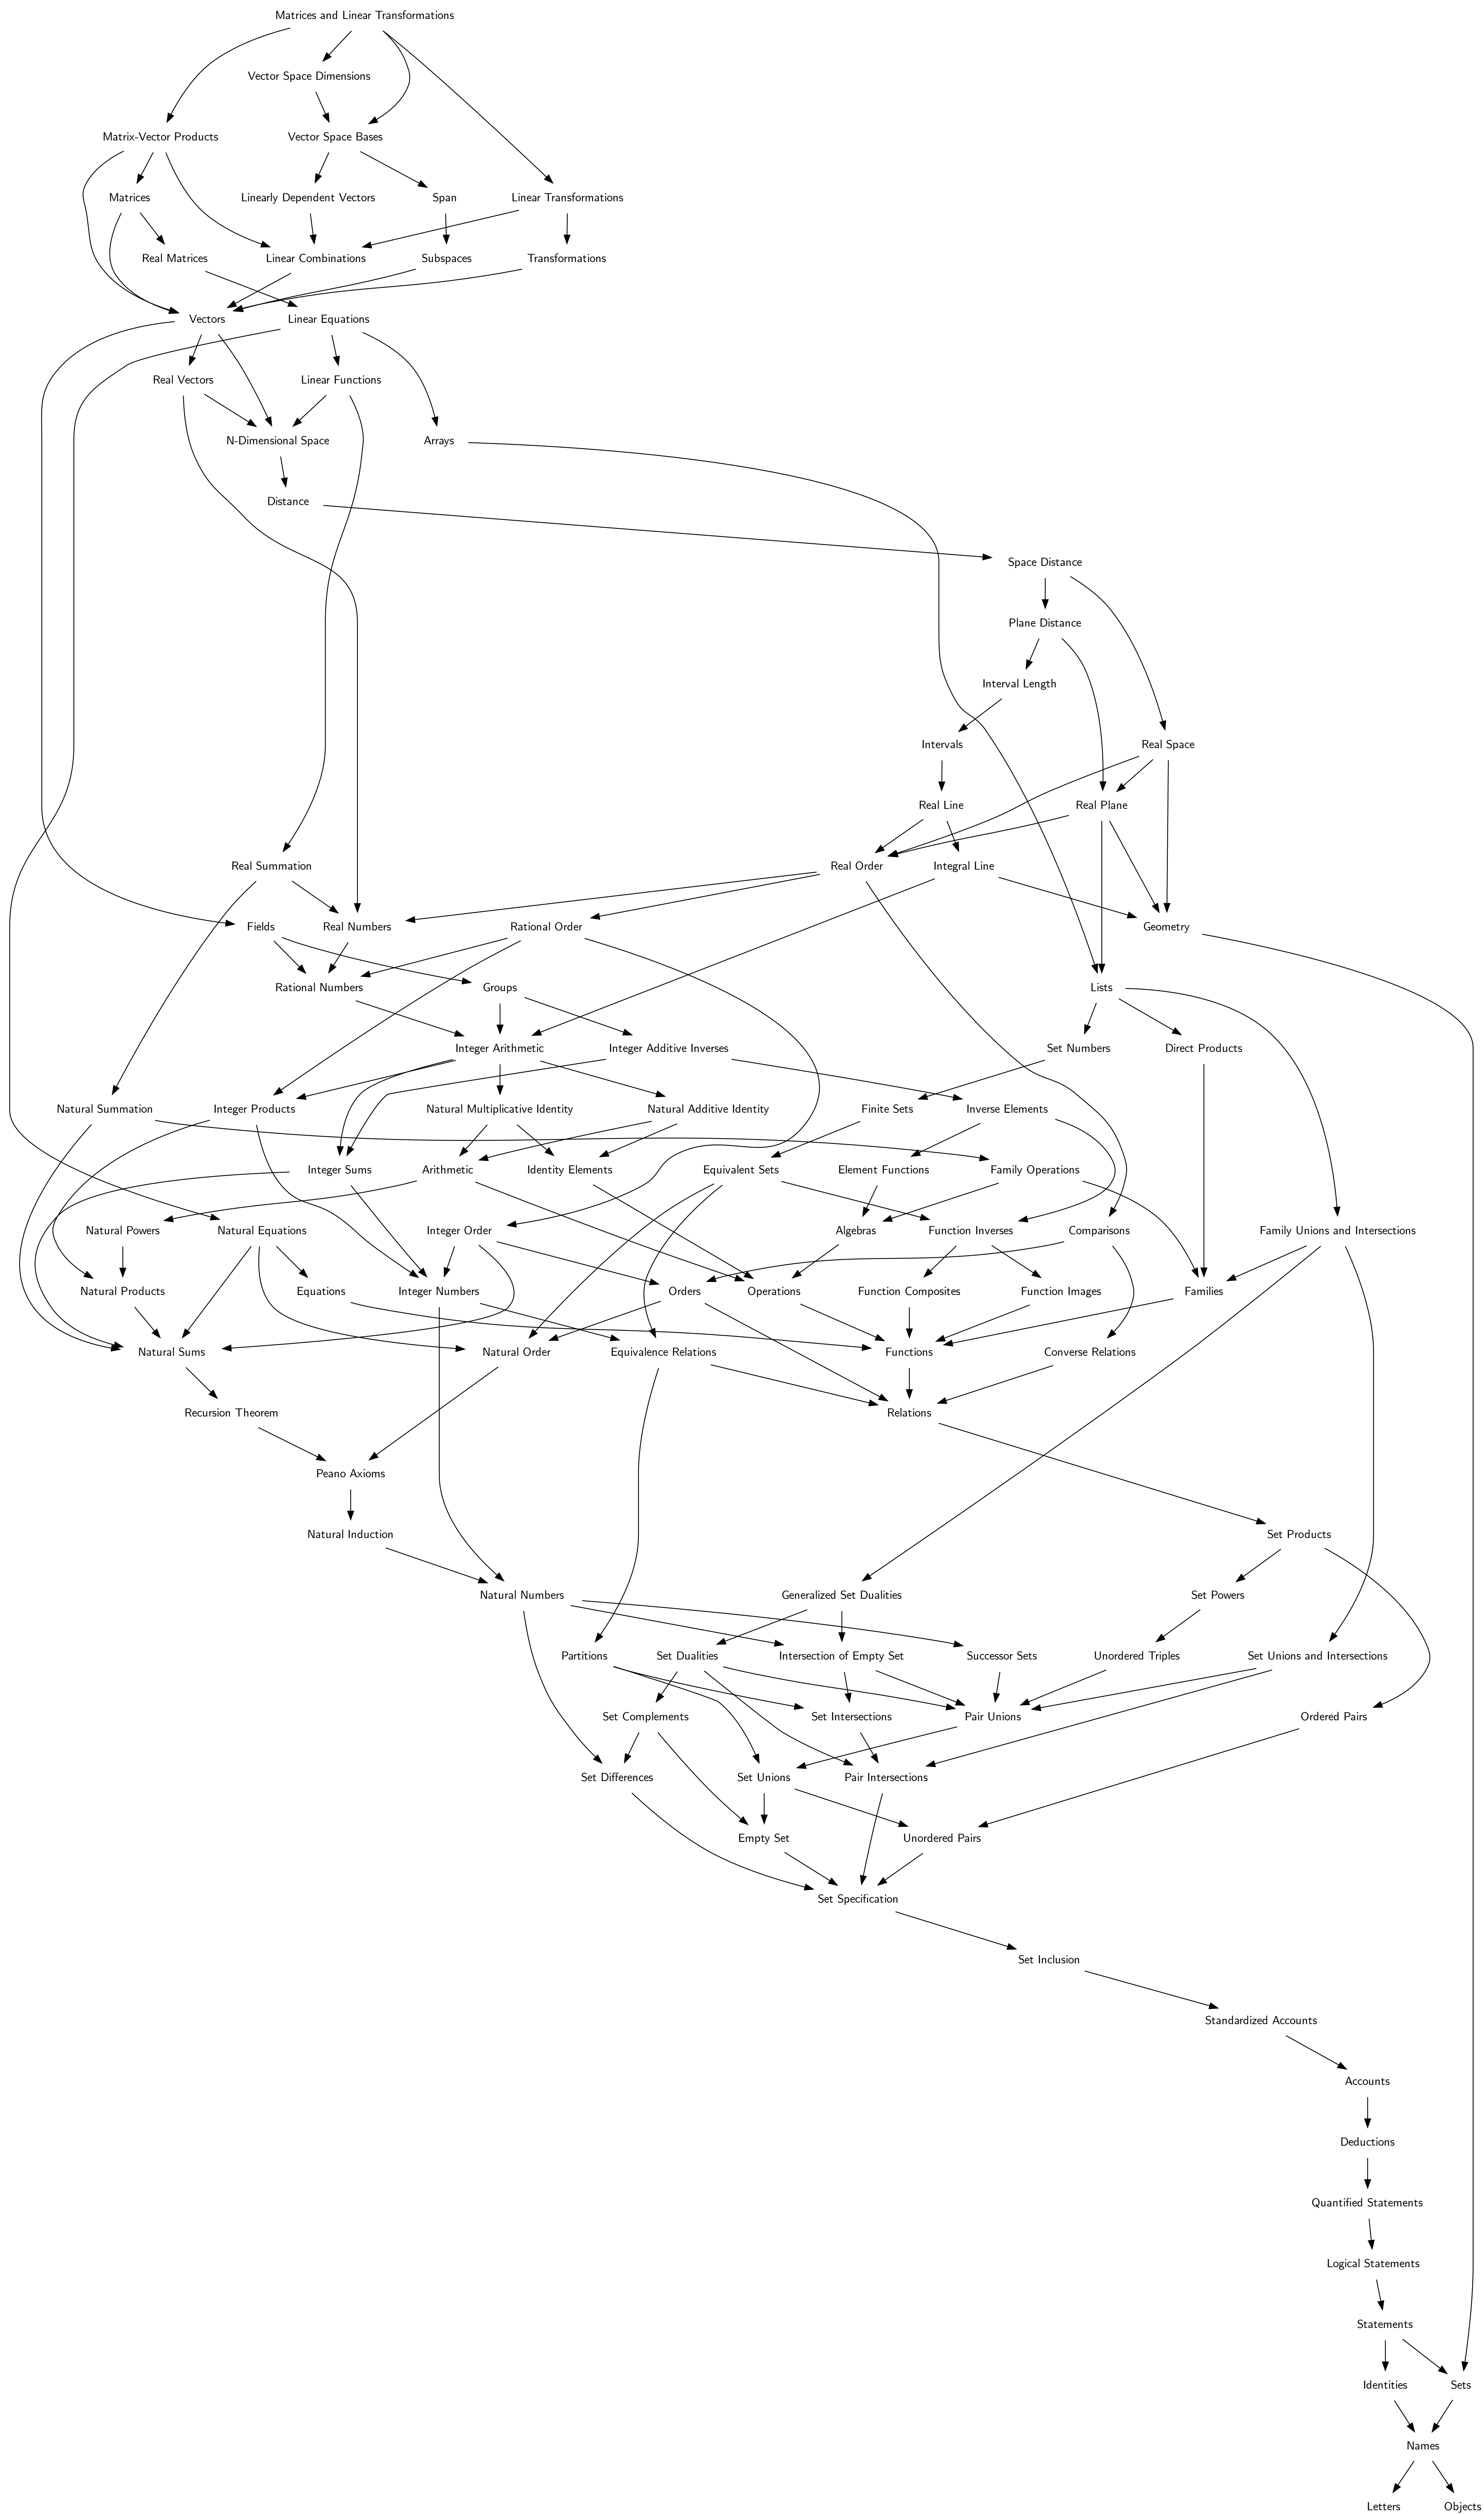 Matrices and Linear Transformations
Vector Space Dimensions
Matrix-Vector Products
Vector Space Bases
Matrices
Linearly Dependent Vectors
Span
Linear Transformations
Real Matrices
Linear Combinations
Subspaces
Transformations
Vectors
Linear Equations
Real Vectors
Linear Functions
N-Dimensional Space
Arrays
Distance
Space Distance
Plane Distance
Interval Length
Intervals
Real Space
Real Line
Real Plane
Real Summation
Real Order
Integral Line
Fields
Real Numbers
Rational Order
Geometry
Rational Numbers
Groups
Lists
Integer Arithmetic
Integer Additive Inverses
Set Numbers
Direct Products
Natural Summation
Integer Products
Natural Multiplicative Identity
Natural Additive Identity
Finite Sets
Inverse Elements
Integer Sums
Arithmetic
Identity Elements
Equivalent Sets
Element Functions
Family Operations
Natural Powers
Natural Equations
Integer Order
Algebras
Function Inverses
Comparisons
Family Unions and Intersections
Natural Products
Equations
Integer Numbers
Orders
Operations
Function Composites
Function Images
Families
Natural Sums
Natural Order
Equivalence Relations
Functions
Converse Relations
Recursion Theorem
Relations
Peano Axioms
Natural Induction
Set Products
Natural Numbers
Generalized Set Dualities
Set Powers
Partitions
Set Dualities
Intersection of Empty Set
Successor Sets
Unordered Triples
Set Unions and Intersections
Set Complements
Set Intersections
Pair Unions
Ordered Pairs
Set Differences
Set Unions
Pair Intersections
Empty Set
Unordered Pairs
Set Specification
Set Inclusion
Standardized Accounts
Accounts
Deductions
Quantified Statements
Logical Statements
Statements
Identities
Sets
Names
Letters
Objects